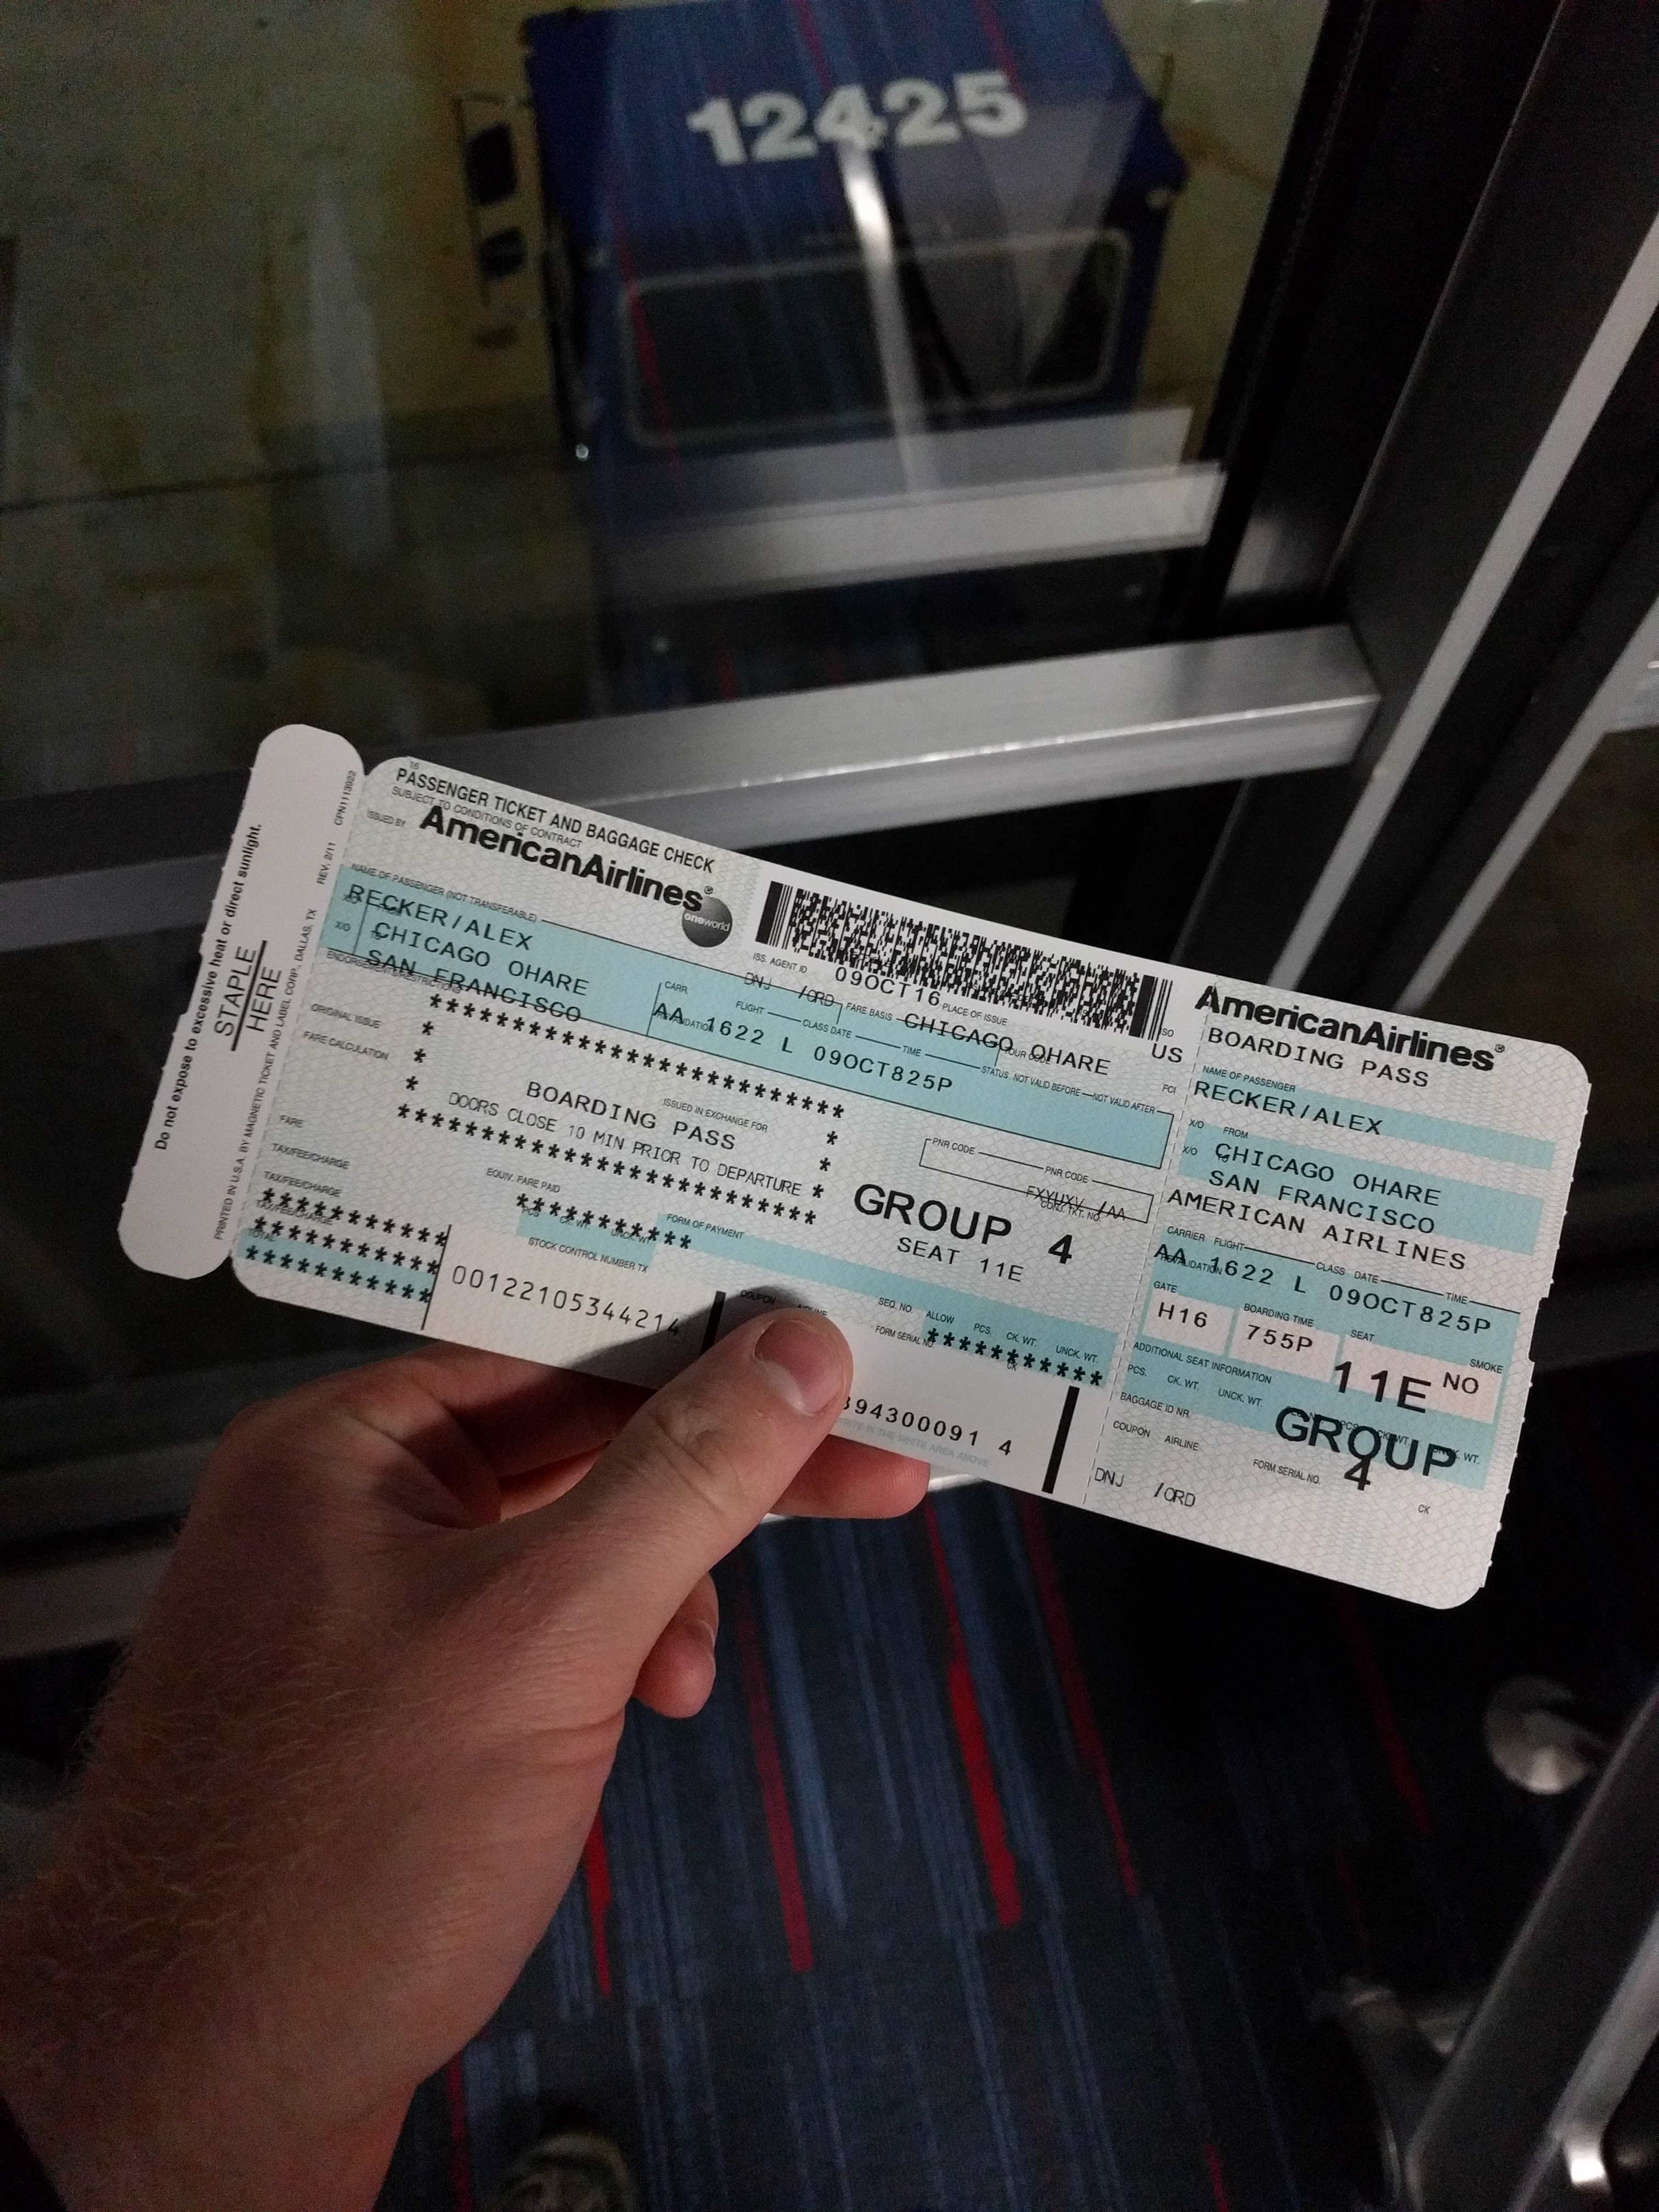 12425
16
PASSENGER TICKET AND BAGGAGE CHECK
SUBJECT TO CONDITIONS OF CONTRACT
ISSUED BY
AmericanAirlines®
oneworld
NAME OF PASSENGER (NOT TRANSFERABLE)
RECKER/ALEX
X/O FROM
CHICAGO OHARE
X/O TO
SAN FRANCISCO
ENDORSEMENTS/RESTRICTIONS
ISS. AGENT ID
DNJ /ORD
09OCT16
PLACE OF ISSUE
FARE BASIS
CHICAGO OHARE
TOUR CODE
SO
US
FCI
CARR FLIGHT CLASS DATE TIME STATUS NOT VALID BEFORE NOT VALID AFTER
AA 1622 L 09OCT825P
REVALIDATION
ORIGINAL ISSUE
FARE CALCULATION
*****************************
* *
* BOARDING PASS *
ISSUED IN EXCHANGE FOR
* DOORS CLOSE 10 MIN PRIOR TO DEPARTURE *
*****************************
PNR CODE PNR CODE
FXYUXV /AA
CONJ. TKT. NO.
GROUP 4
SEAT 11E
FARE
TAX/FEE/CHARGE
TAX/FEE/CHARGE
TAX/FEE/CHARGE
TOTAL
***********
***********
***********
EQUIV. FARE PAID
***********
PCS. CK. WT. UNCK. WT.
FORM OF PAYMENT
STOCK CONTROL NUMBER TX
00122105344214
COUPON AIRLINE
FORM SERIAL NO.
SEQ. NO. ALLOW PCS. CK. WT. UNCK. WT.
***********
CK
94300091 4
WRITE IN THE WHITE AREA ABOVE
Do not expose to excessive heat or direct sunlight.
STAPLE
HERE
PRINTED IN U.S.A. BY MAGNETIC TICKET AND LABEL CORP., DALLAS, TX REV. 2/11 CPN1113922
AmericanAirlines®
BOARDING PASS
NAME OF PASSENGER
RECKER/ALEX
X/O FROM
CHICAGO OHARE
X/O TO
SAN FRANCISCO
AMERICAN AIRLINES
CARRIER FLIGHT CLASS DATE TIME
AA 1622 L 09OCT825P
REVALIDATION
GATE BOARDING TIME SEAT SMOKE
H16 755P 11E NO
ADDITIONAL SEAT INFORMATION
PCS. CK. WT. UNCK. WT.
BAGGAGE ID NR.
GROUP
4
COUPON AIRLINE FORM SERIAL NO. CK
DNJ /ORD